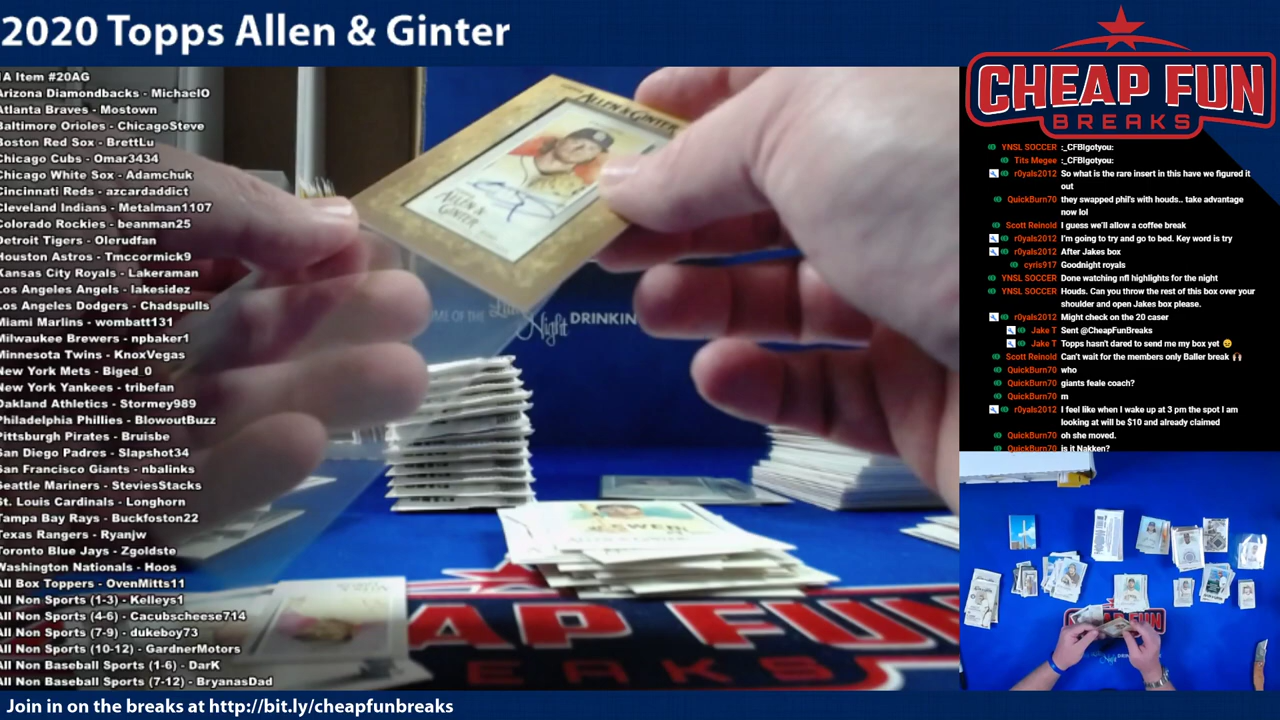 2020 Topps Allen & Ginter
1A Item #20AG
Arizona Diamondbacks - MichaelO
Atlanta Braves - Mostown
Baltimore Orioles - ChicagoSteve
Boston Red Sox - BrettLu
Chicago Cubs - Omar3434
Chicago White Sox - Adamchuk
Cincinnati Reds - azcardaddict
Cleveland Indians - Metalman1107
Colorado Rockies - beanman25
Detroit Tigers - Olerudfan
Houston Astros - Tmccormick9
Kansas City Royals - Lakeraman
Los Angeles Angels - lakesidez
Los Angeles Dodgers - Chadspulls
Miami Marlins - wombatt131
Milwaukee Brewers - npbaker1
Minnesota Twins - KnoxVegas
New York Mets - Biged_0
New York Yankees - tribefan
Oakland Athletics - Stormey989
Philadelphia Phillies - BlowoutBuzz
Pittsburgh Pirates - Bruisbe
San Diego Padres - Slapshot34
San Francisco Giants - nbalinks
Seattle Mariners - SteviesStacks
St. Louis Cardinals - Longhorn
Tampa Bay Rays - Buckfoston22
Texas Rangers - Ryanjw
Toronto Blue Jays - Zgoldste
Washington Nationals - Hoos
All Box Toppers - OvenMitts11
All Non Sports (1-3) - Kelleys1
All Non Sports (4-6) - Cacubscheese714
All Non Sports (7-9) - dukeboy73
All Non Sports (10-12) - GardnerMotors
All Non Baseball Sports (1-6) - DarK
All Non Baseball Sports (7-12) - BryanasDad
ALLEN & GINTER
ALLEN &
GINTER
OME OF THE Late
Night DRINKIN
AP FUN
EAKS
CHEAP FUN
BREAKS
YNSL SOCCER :_CFBIgotyou:
Tits Megee :_CFBIgotyou:
r0yals2012 So what is the rare insert in this have we figured it
out
QuickBurn70 they swapped phil's with houds.. take advantage
now lol
Scott Reinold I guess we'll allow a coffee break
r0yals2012 I'm going to try and go to bed. Key word is try
r0yals2012 After Jakes box
cyris917 Goodnight royals
YNSL SOCCER Done watching nfl highlights for the night
YNSL SOCCER Houds. Can you throw the rest of this box over your
shoulder and open Jakes box please.
r0yals2012 Might check on the 20 caser
Jake T Sent @CheapFunBreaks
Jake T Topps hasn't dared to send me my box yet 😠
Scott Reinold Can't wait for the members only Baller break 🙌
QuickBurn70 who
QuickBurn70 giants feale coach?
QuickBurn70 m
r0yals2012 I feel like when I wake up at 3 pm the spot I am
looking at will be $10 and already claimed
QuickBurn70 oh she moved.
QuickBurn70 is it Nakken?
Join in on the breaks at http://bit.ly/cheapfunbreaks